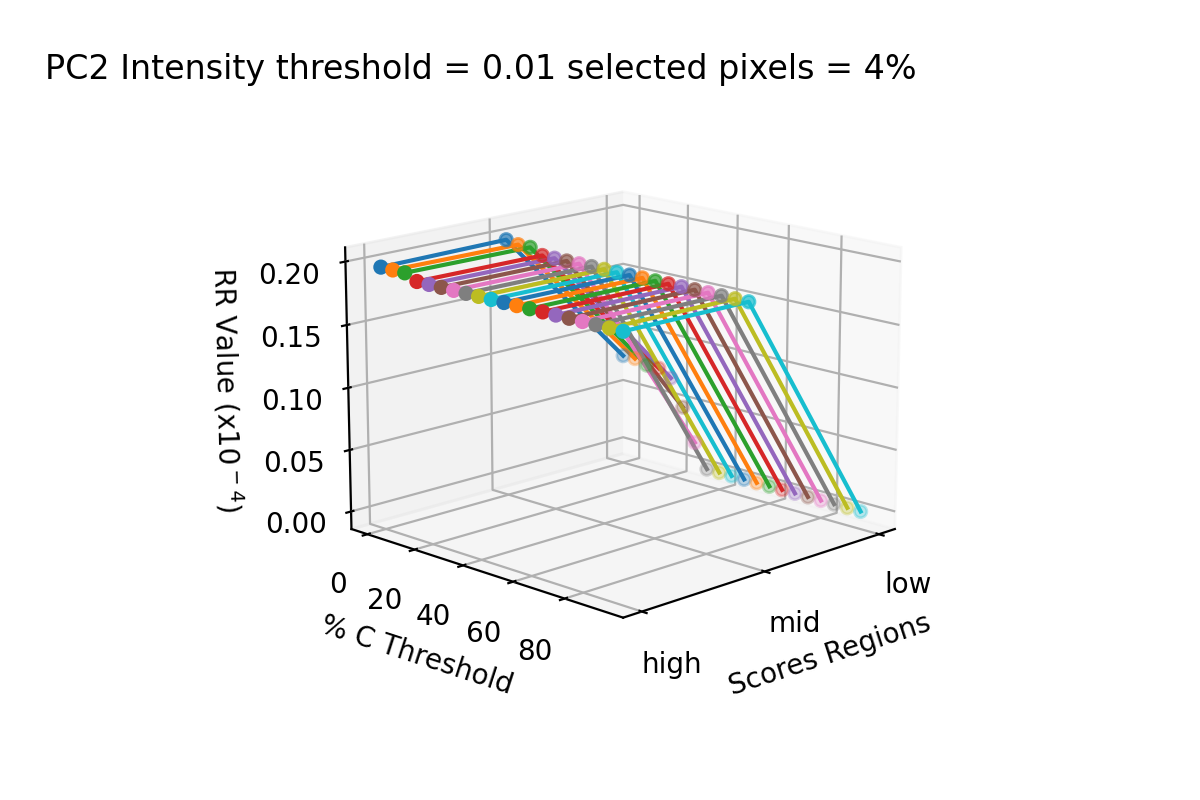 PC2 Intensity threshold = 0.01 selected pixels = 4%
RR Value (x10⁻⁴)
0.20
0.15
0.10
0.05
0.00
0
20
40
60
80
% C Threshold
high
mid
low
Scores Regions